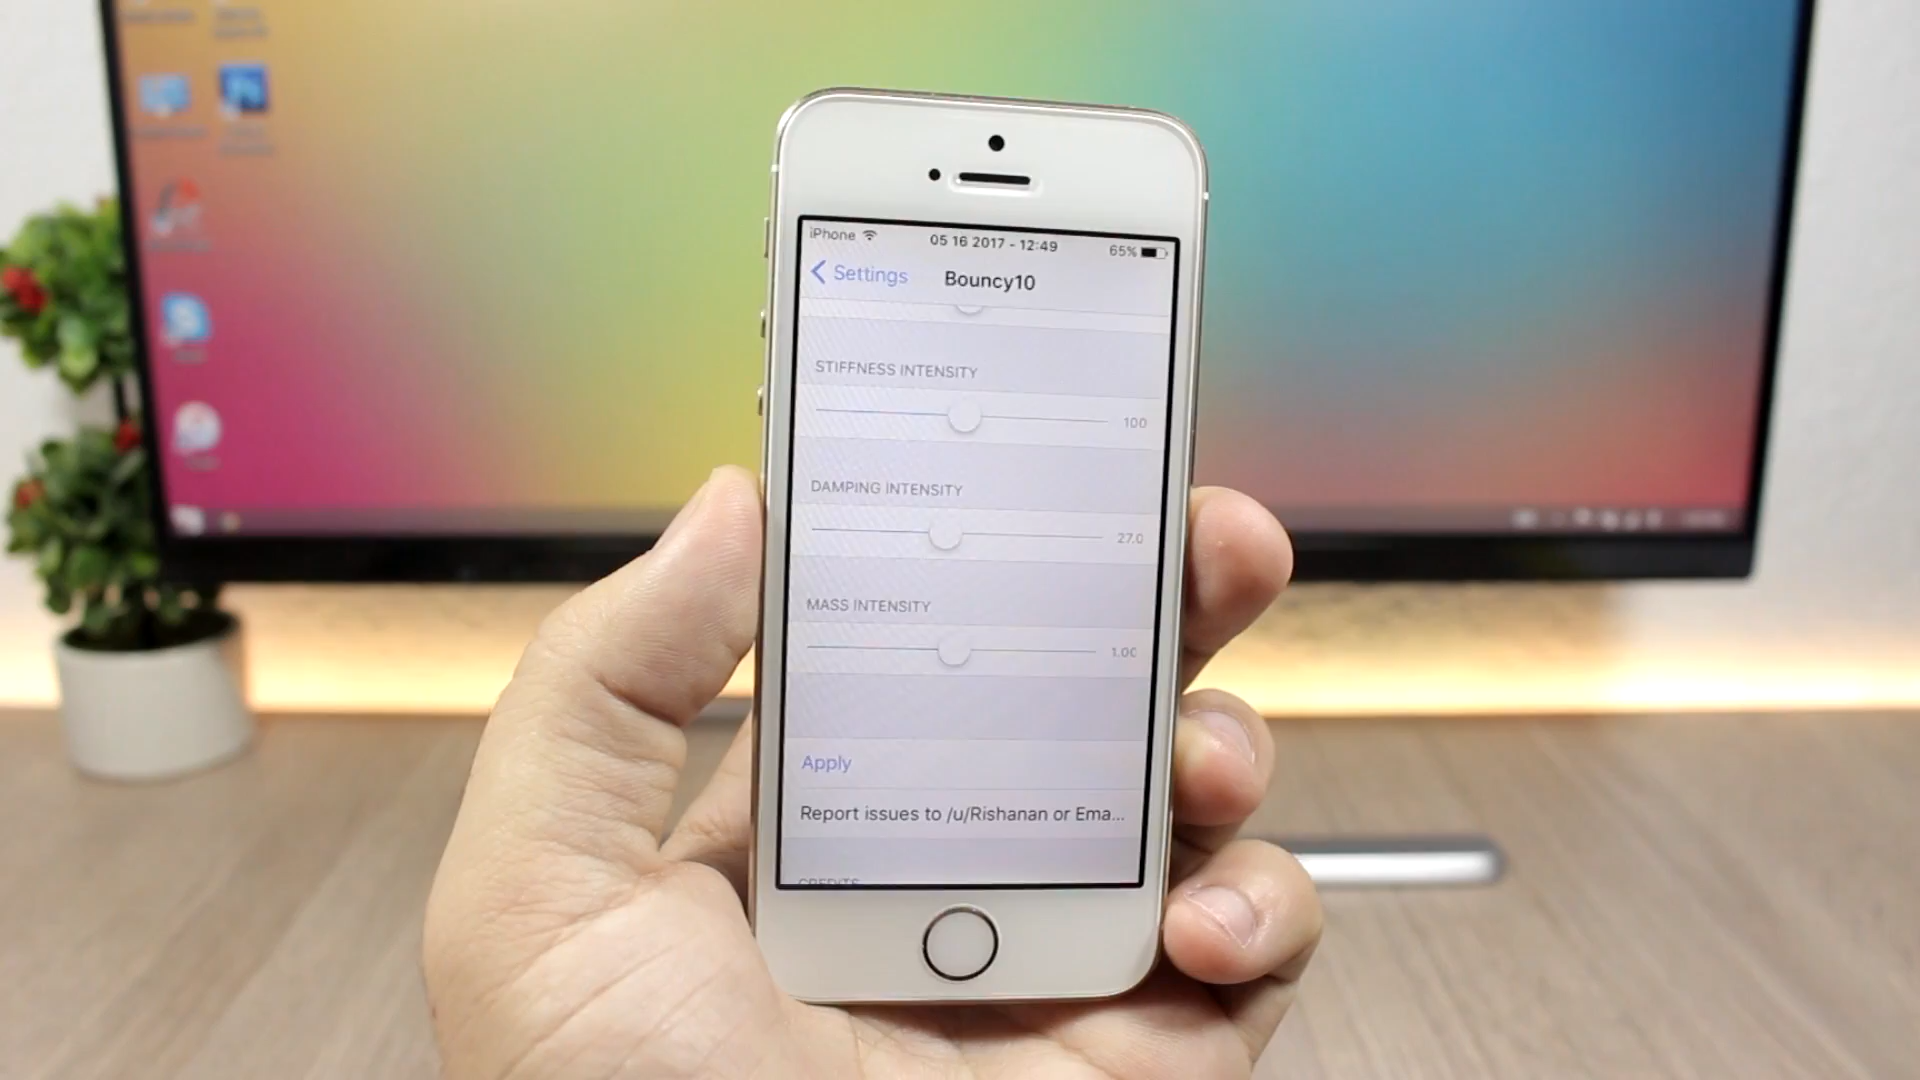 iPhone 05 16 2017 - 12:49 65%
Settings Bouncy10
STIFFNESS INTENSITY
100
DAMPING INTENSITY
27.0
MASS INTENSITY
1.00
Apply
Report issues to /u/Rishanan or Ema...
CREDITS